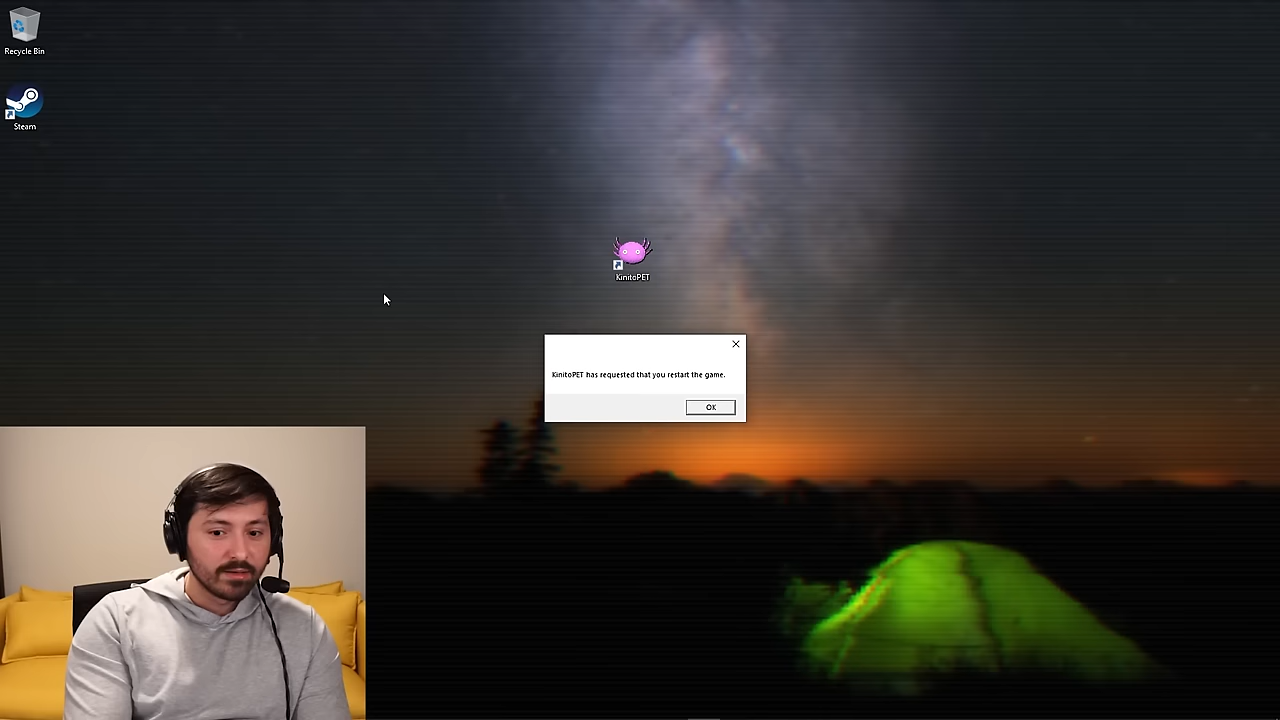 Recycle Bin
Steam
KinitoPET
KinitoPET has requested that you restart the game.
OK